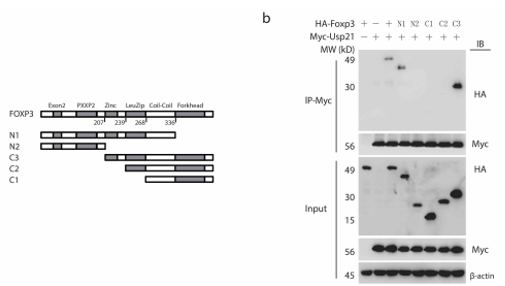 b
HA-Foxp3 + − + N1 N2 C1 C2 C3
Myc-Usp21 − + + + + + + +
MW (kD)
IB
49
30
HA
IP-Myc
56
Myc
49
30
15
HA
Input
56
Myc
45
β-actin
Exon2 PXXP2 Zinc LeuZip Coil-Coil Forkhead
FOXP3
207 239 268 336
N1
N2
C3
C2
C1